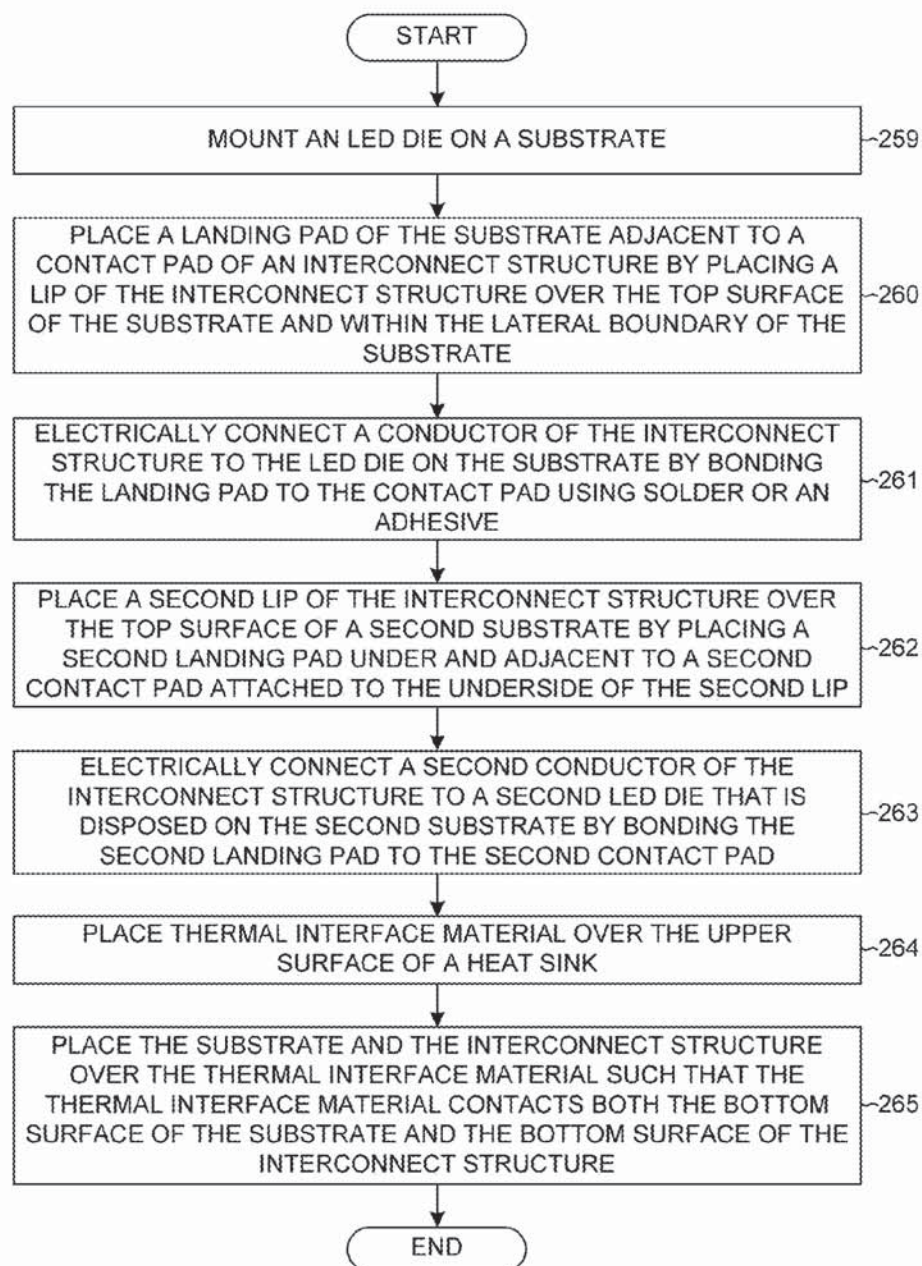 START
MOUNT AN LED DIE ON A SUBSTRATE
259
PLACE A LANDING PAD OF THE SUBSTRATE ADJACENT TO A
CONTACT PAD OF AN INTERCONNECT STRUCTURE BY PLACING A
LIP OF THE INTERCONNECT STRUCTURE OVER THE TOP SURFACE
OF THE SUBSTRATE AND WITHIN THE LATERAL BOUNDARY OF THE
SUBSTRATE
260
ELECTRICALLY CONNECT A CONDUCTOR OF THE INTERCONNECT
STRUCTURE TO THE LED DIE ON THE SUBSTRATE BY BONDING
THE LANDING PAD TO THE CONTACT PAD USING SOLDER OR AN
ADHESIVE
261
PLACE A SECOND LIP OF THE INTERCONNECT STRUCTURE OVER
THE TOP SURFACE OF A SECOND SUBSTRATE BY PLACING A
SECOND LANDING PAD UNDER AND ADJACENT TO A SECOND
CONTACT PAD ATTACHED TO THE UNDERSIDE OF THE SECOND LIP
262
ELECTRICALLY CONNECT A SECOND CONDUCTOR OF THE
INTERCONNECT STRUCTURE TO A SECOND LED DIE THAT IS
DISPOSED ON THE SECOND SUBSTRATE BY BONDING THE
SECOND LANDING PAD TO THE SECOND CONTACT PAD
263
PLACE THERMAL INTERFACE MATERIAL OVER THE UPPER
SURFACE OF A HEAT SINK
264
PLACE THE SUBSTRATE AND THE INTERCONNECT STRUCTURE
OVER THE THERMAL INTERFACE MATERIAL SUCH THAT THE
THERMAL INTERFACE MATERIAL CONTACTS BOTH THE BOTTOM
SURFACE OF THE SUBSTRATE AND THE BOTTOM SURFACE OF THE
INTERCONNECT STRUCTURE
265
END